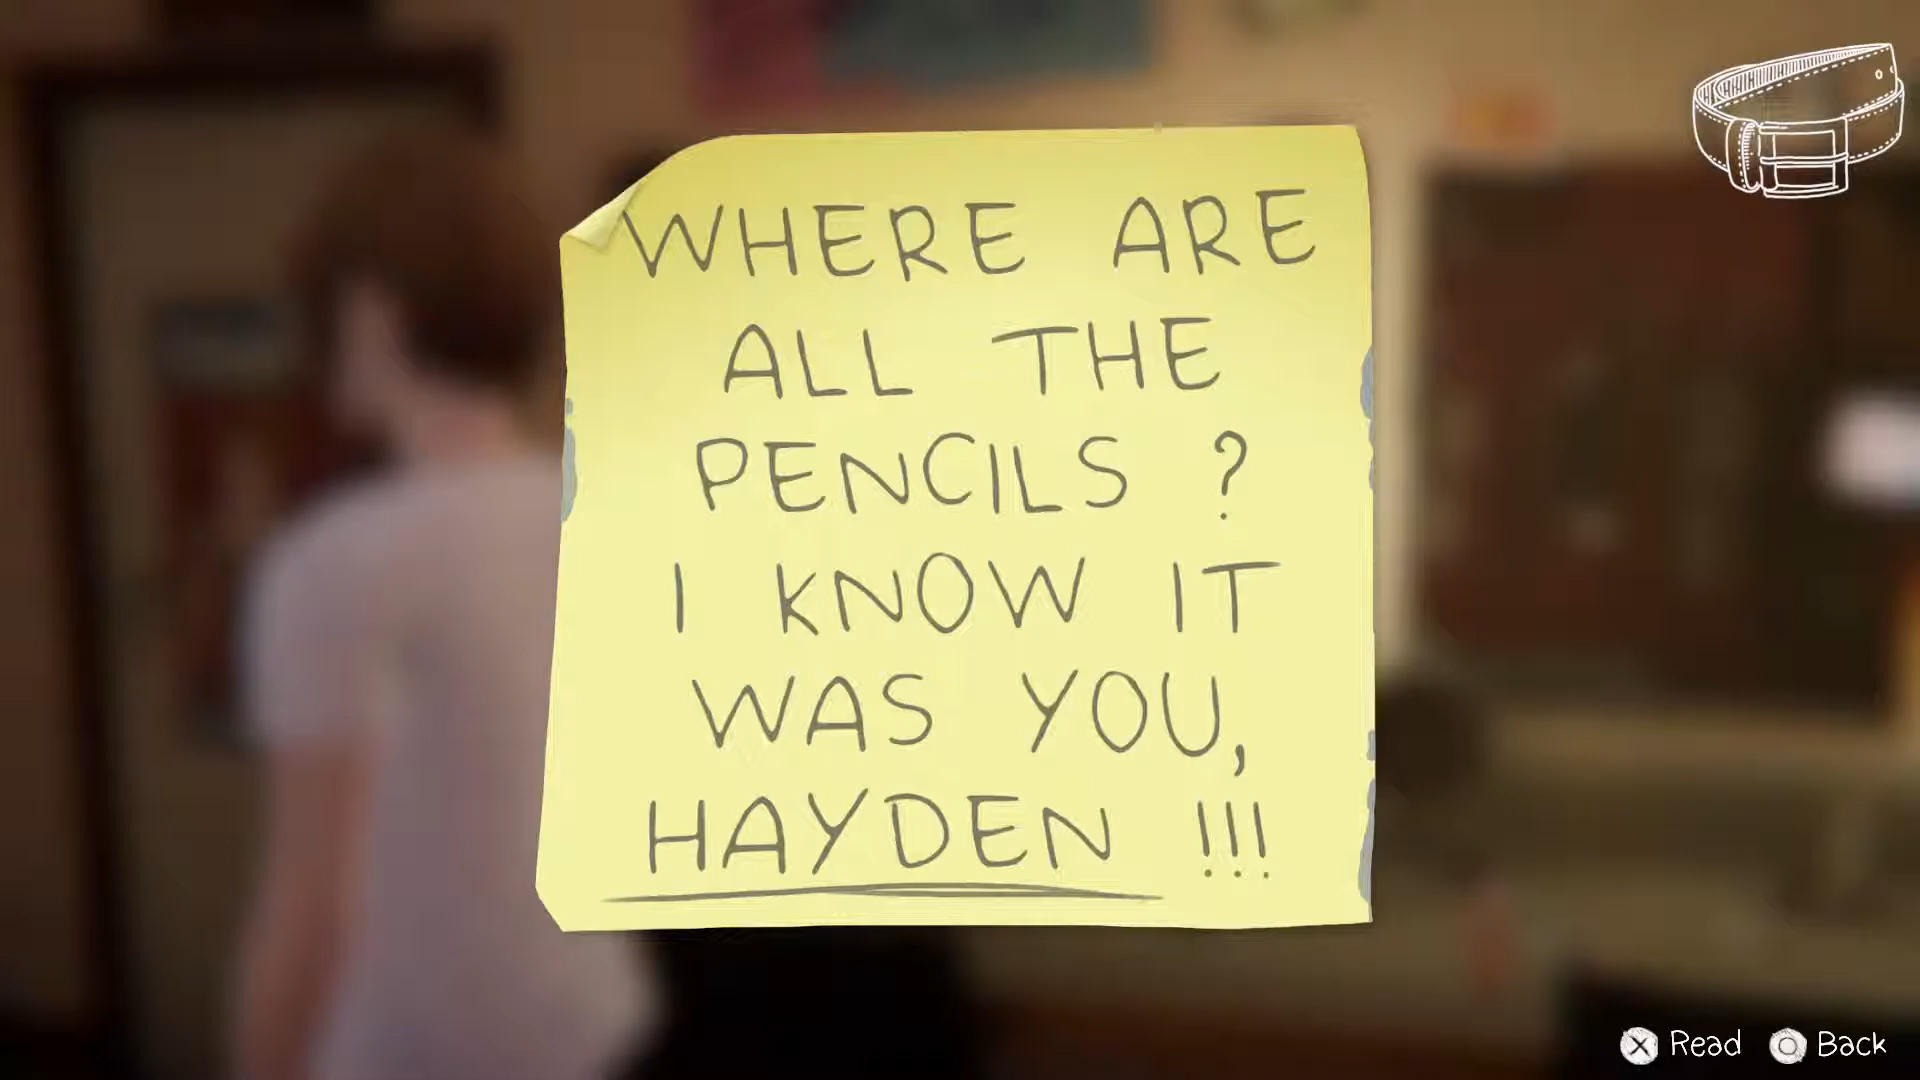 WHERE ARE
ALL THE
PENCILS ?
I KNOW IT
WAS YOU,
HAYDEN !!!
Read
Back